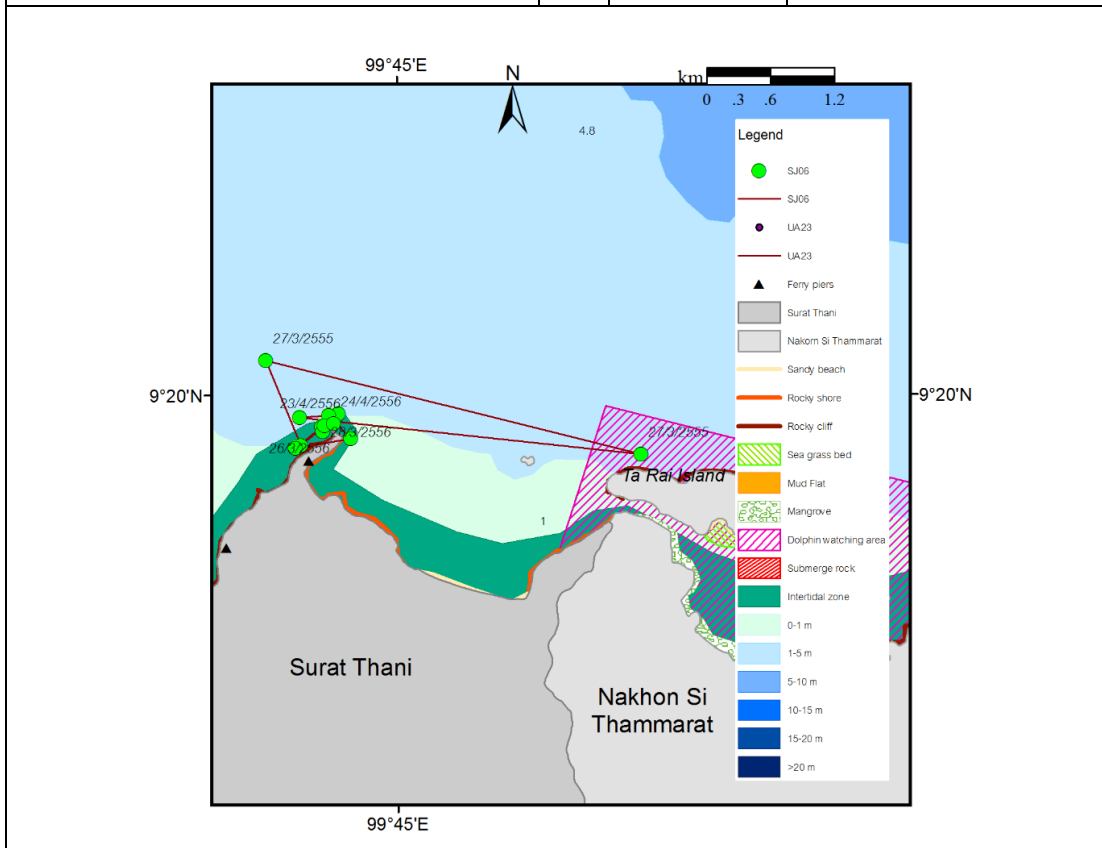 99°45'E
N
km
0 .3 .6 1.2
4.8
Legend
SJ06
SJ06
UA23
UA23
Ferry piers
Surat Thani
Nakorn Si Thammarat
Sandy beach
Rocky shore
Rocky cliff
Sea grass bed
Mud Flat
Mangrove
Dolphin watching area
Submerge rock
Intertidal zone
0-1 m
1-5 m
5-10 m
10-15 m
15-20 m
>20 m
27/3/2555
9°20'N
9°20'N
23/4/2556
24/4/2556
28/3/2556
27/3/2555
Ta Rai Island
1
Surat Thani
Nakhon Si
Thammarat
99°45'E